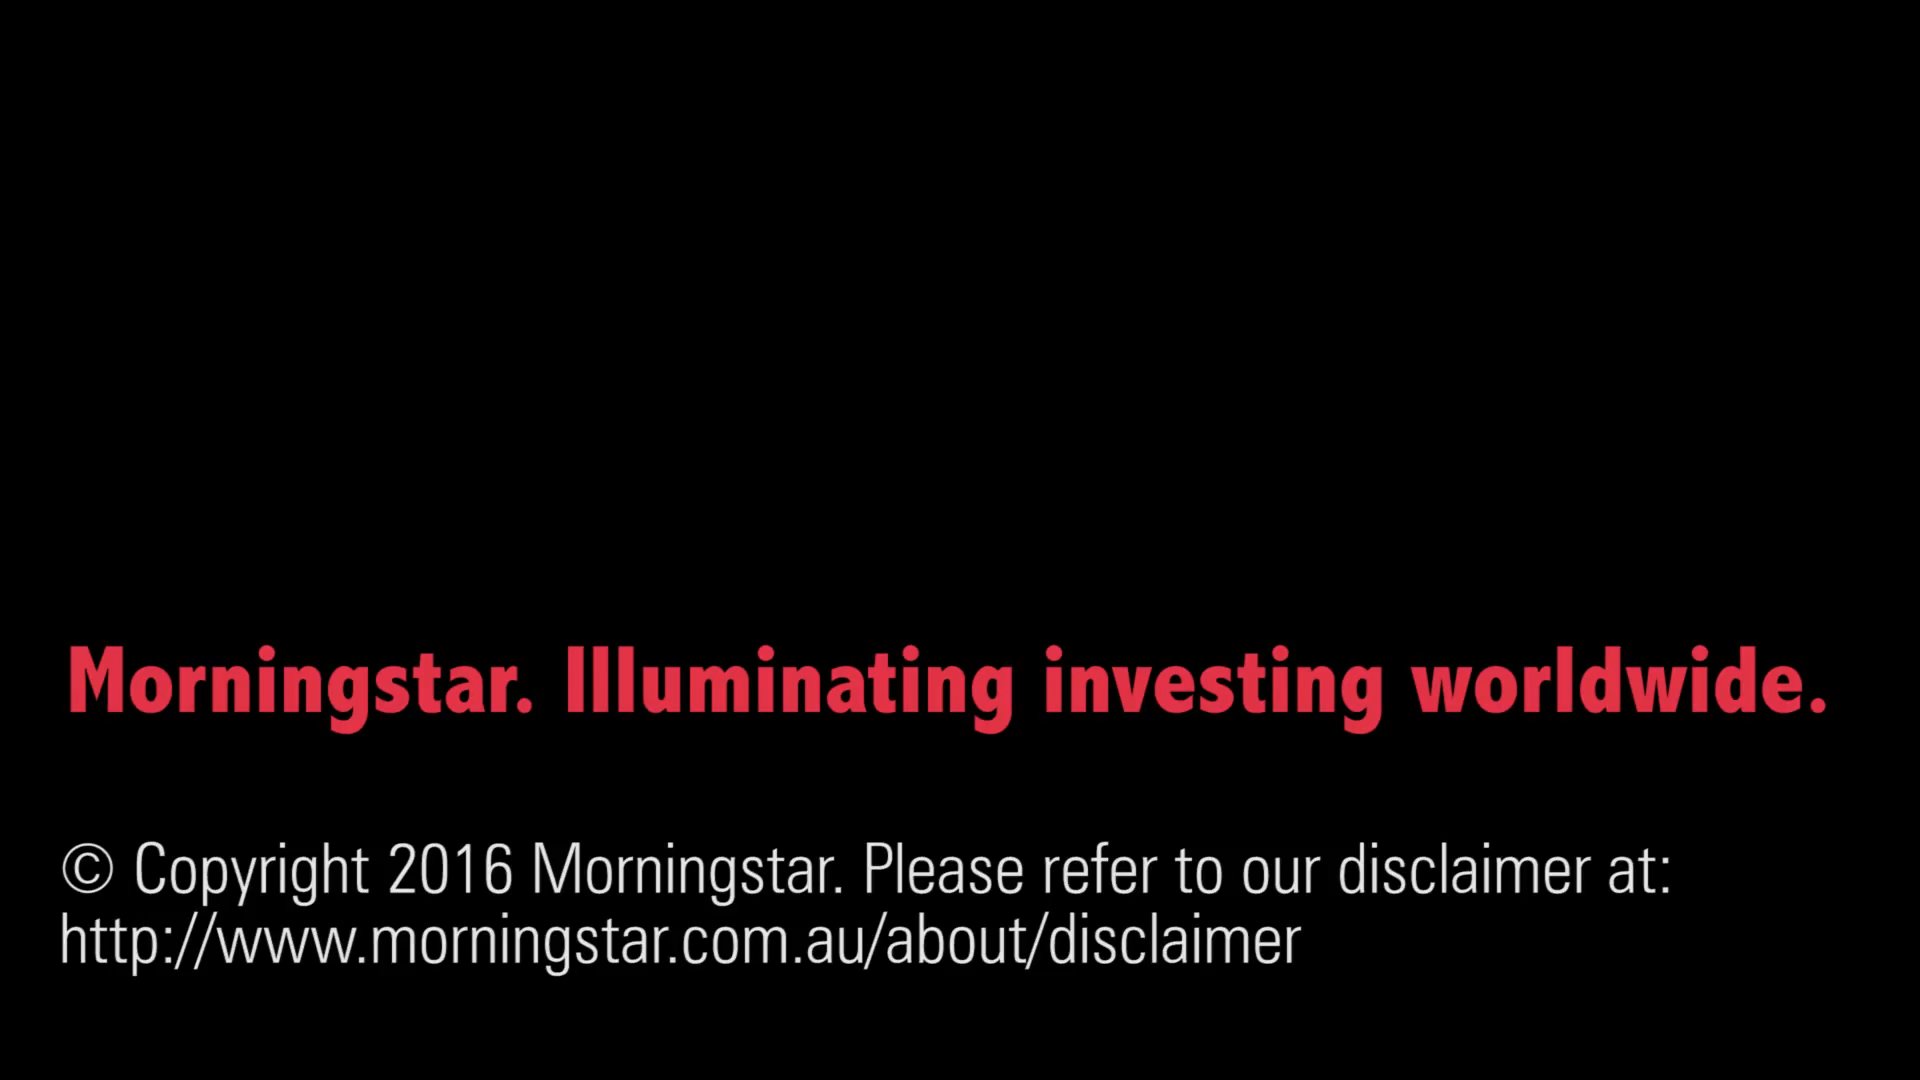 Morningstar. Illuminating investing worldwide.
© Copyright 2016 Morningstar. Please refer to our disclaimer at:
http://www.morningstar.com.au/about/disclaimer